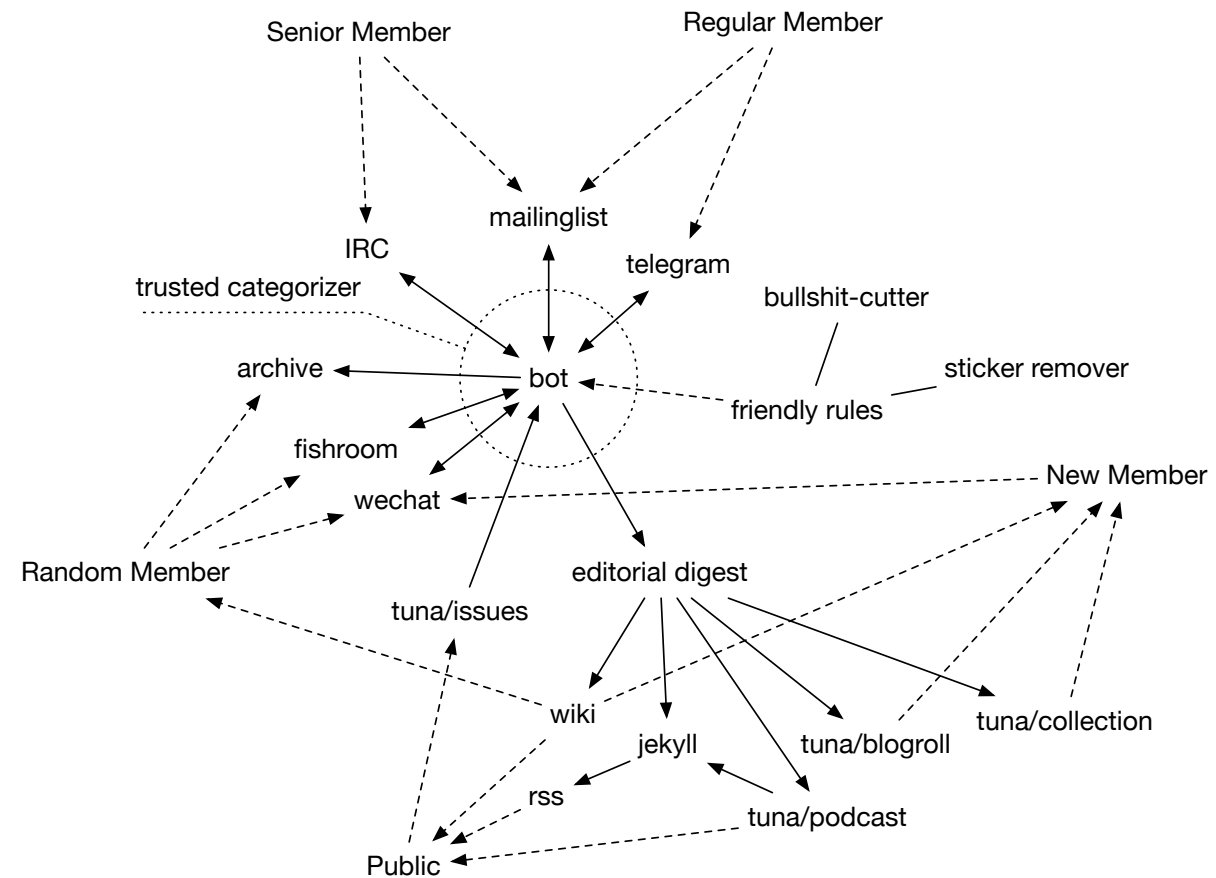 Senior Member
Regular Member
mailinglist
IRC
telegram
trusted categorizer
bullshit-cutter
archive
bot
sticker remover
friendly rules
fishroom
wechat
New Member
Random Member
editorial digest
tuna/issues
wiki
tuna/collection
jekyll
tuna/blogroll
rss
tuna/podcast
Public